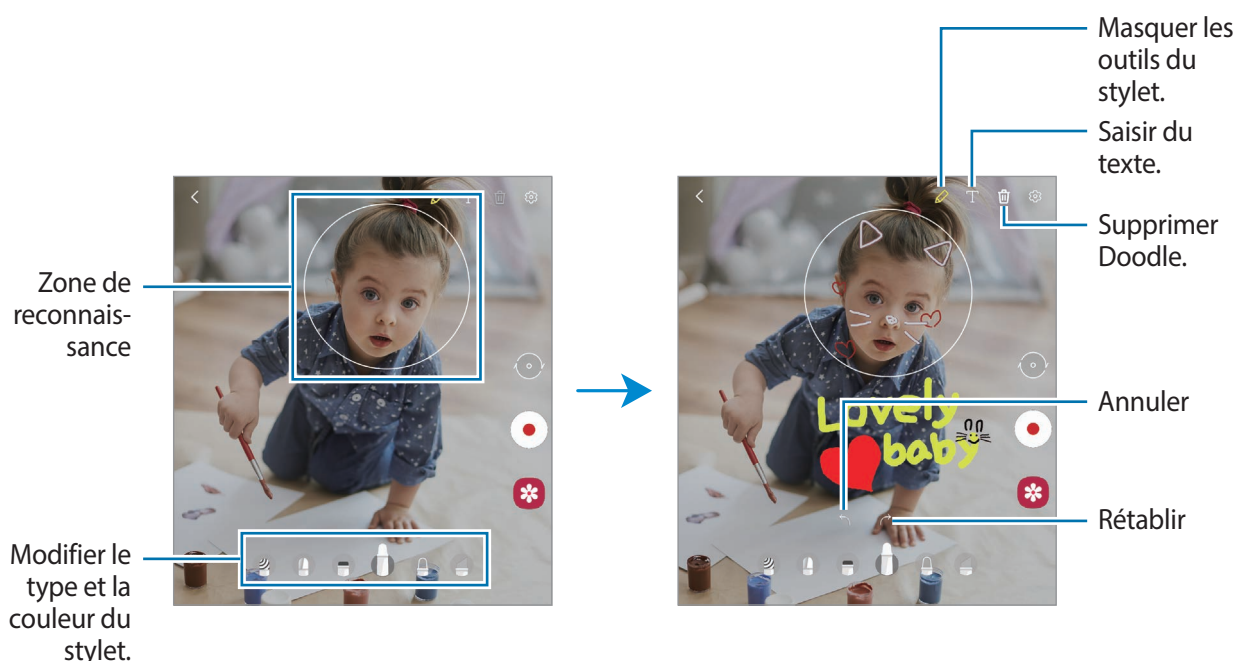 Masquer les
outils du
stylet.
Saisir du
texte.
Supprimer
Doodle.
Zone de
reconnais-
sance
T
Lovely
baby
Annuler
Rétablir
Modifier le
type et la
couleur du
stylet.